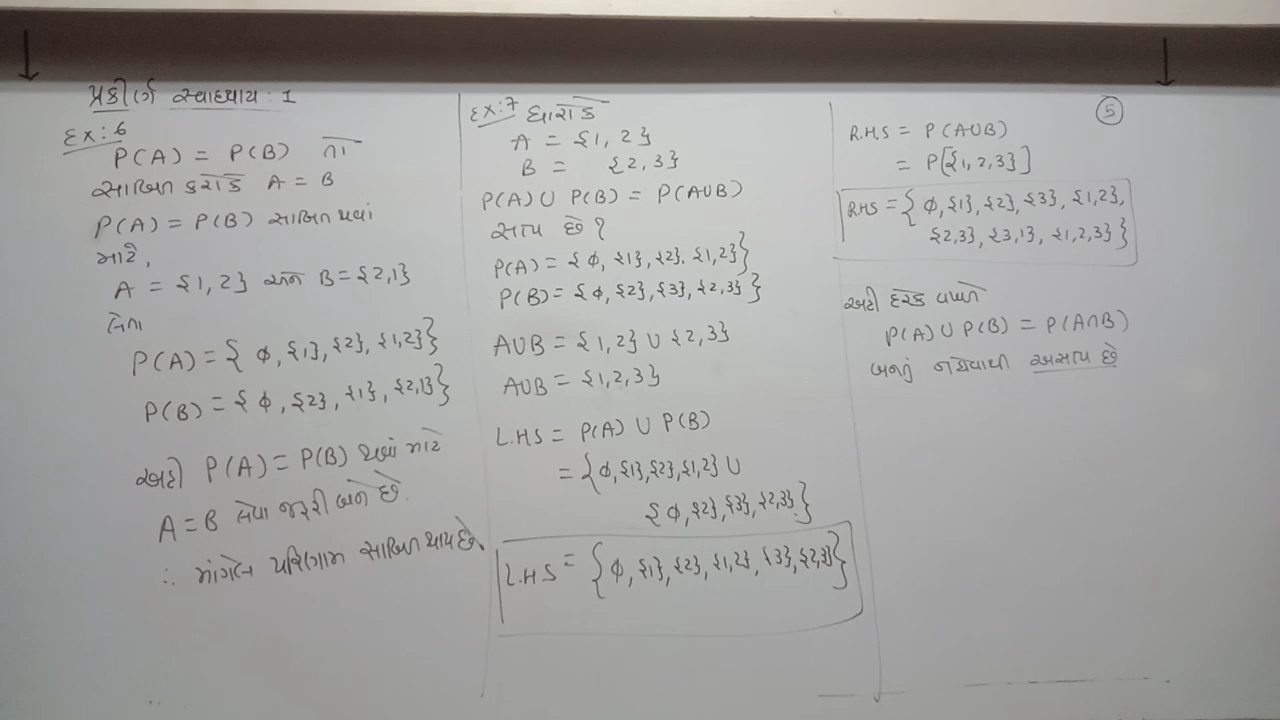 પ્રકીર્ણ સ્વાધ્યાય : 1
Ex: 6
P(A) = P(B) તો
સાબિત કરો કે A = B
P(A) = P(B) સાબિત થવાં
માટે,
A = {1, 2} અને B = {2,1}
લેતા
P(A) = { ϕ, {1}, {2}, {1,2}}
P(B) = { ϕ, {2}, {1}, {2,1}}
અહીં P(A) = P(B) થવાં માટે
A = B લેવા જરૂરી બને છે.
∴ માંગેલ પરિણામ સાબિત થાય છે.
Ex: 7 ધારો કે
A = {1, 2}
B = {2,3}
P(A) ∪ P(B) = P(A∪B)
સત્ય છે ?
P(A) = { ϕ, {1}, {2}. {1,2}}
P(B) = { ϕ, {2}, {3}, {2,3} }
A∪B = {1,2} ∪ {2,3}
A∪B = {1,2,3}
L.H.S = P(A) ∪ P(B)
= {ϕ,{1},{2},{1,2} ∪
{ ϕ, {2}, {3}, {2,3}.}
L.H.S = { ϕ, {1}, {2}, {1,2}, {3}, {2,3}}
5
R.H.S = P(A∪B)
= P[{1,2,3}]
R.H.S = { ϕ, {1}, {2}, {3}, {1,2},
{2,3}, {3,1}, {1,2,3} }
અહીં દરેક વખતે
P(A) ∪ P(B) = P(A∩B)
બનતું નથેવાથી અસત્ય છે